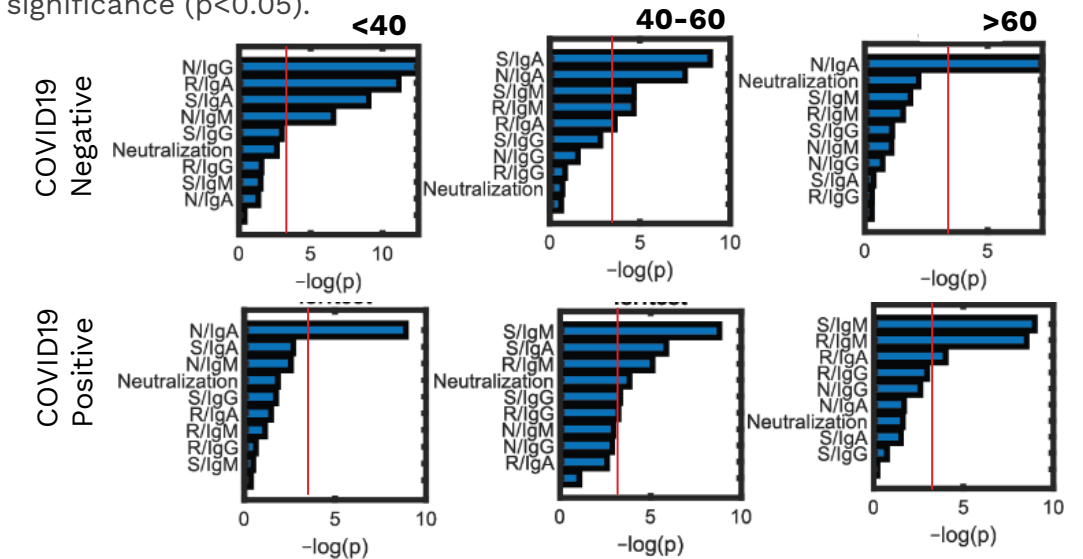 significance (p<0.05).
<40
40-60
>60
COVID19
Negative
N/IgG
R/IgA
S/IgA
N/IgM
S/IgG
Neutralization
R/IgG
S/IgM
N/IgA
0 5 10
-log(p)
S/IgA
N/IgA
S/IgM
R/IgM
R/IgA
S/IgG
N/IgG
R/IgG
Neutralization
0 5 10
-log(p)
N/IgA
Neutralization
S/IgM
R/IgM
S/IgG
N/IgM
N/IgG
S/IgA
R/IgG
0 5
-log(p)
COVID19
Positive
N/IgA
S/IgA
N/IgM
Neutralization
S/IgG
R/IgA
R/IgM
R/IgG
S/IgM
0 5 10
-log(p)
S/IgM
S/IgA
R/IgM
Neutralization
S/IgG
R/IgG
N/IgM
N/IgG
R/IgA
0 5 10
-log(p)
S/IgM
R/IgM
R/IgA
R/IgG
N/IgG
N/IgA
Neutralization
S/IgA
S/IgG
0 5 10
-log(p)